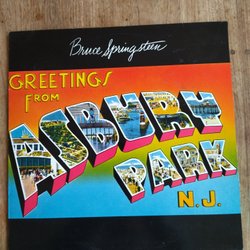 Bruce Springsteen
GREETINGS
FROM
ASBURY
PARK
N.J.